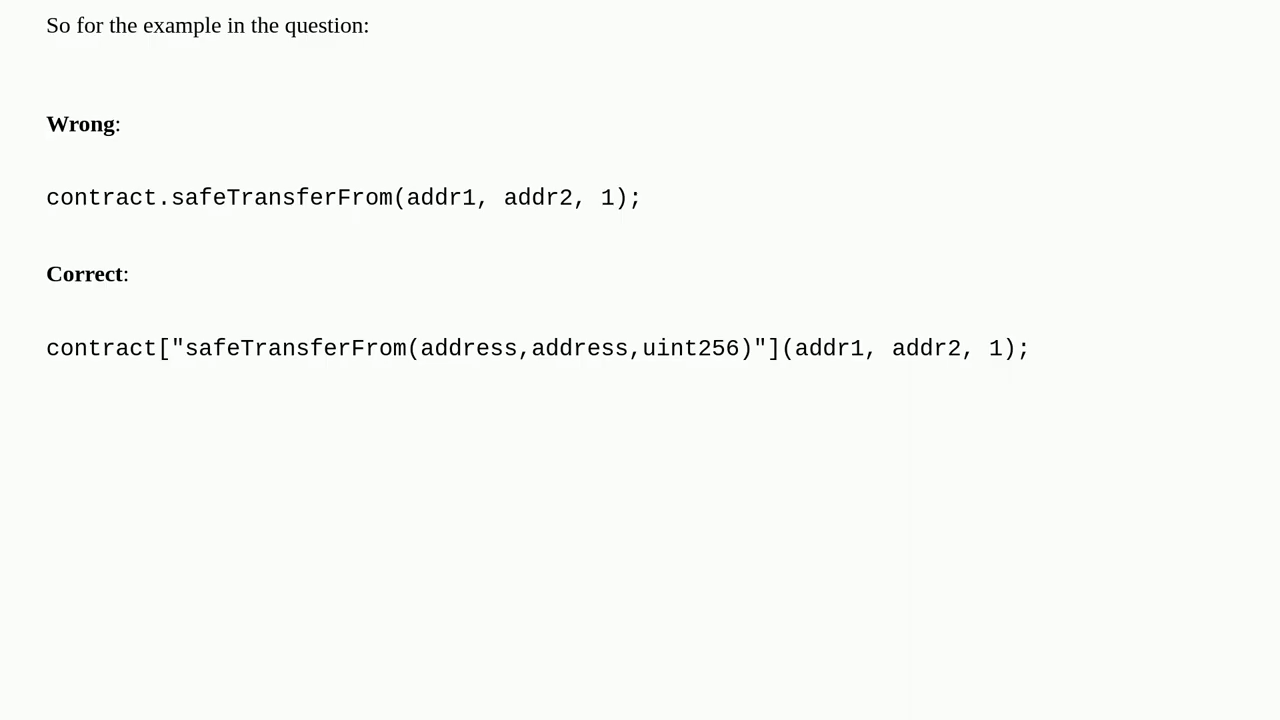 So for the example in the question:
Wrong:
contract.safeTransferFrom(addr1, addr2, 1);
Correct:
contract["safeTransferFrom(address,address,uint256)"](addr1, addr2, 1);